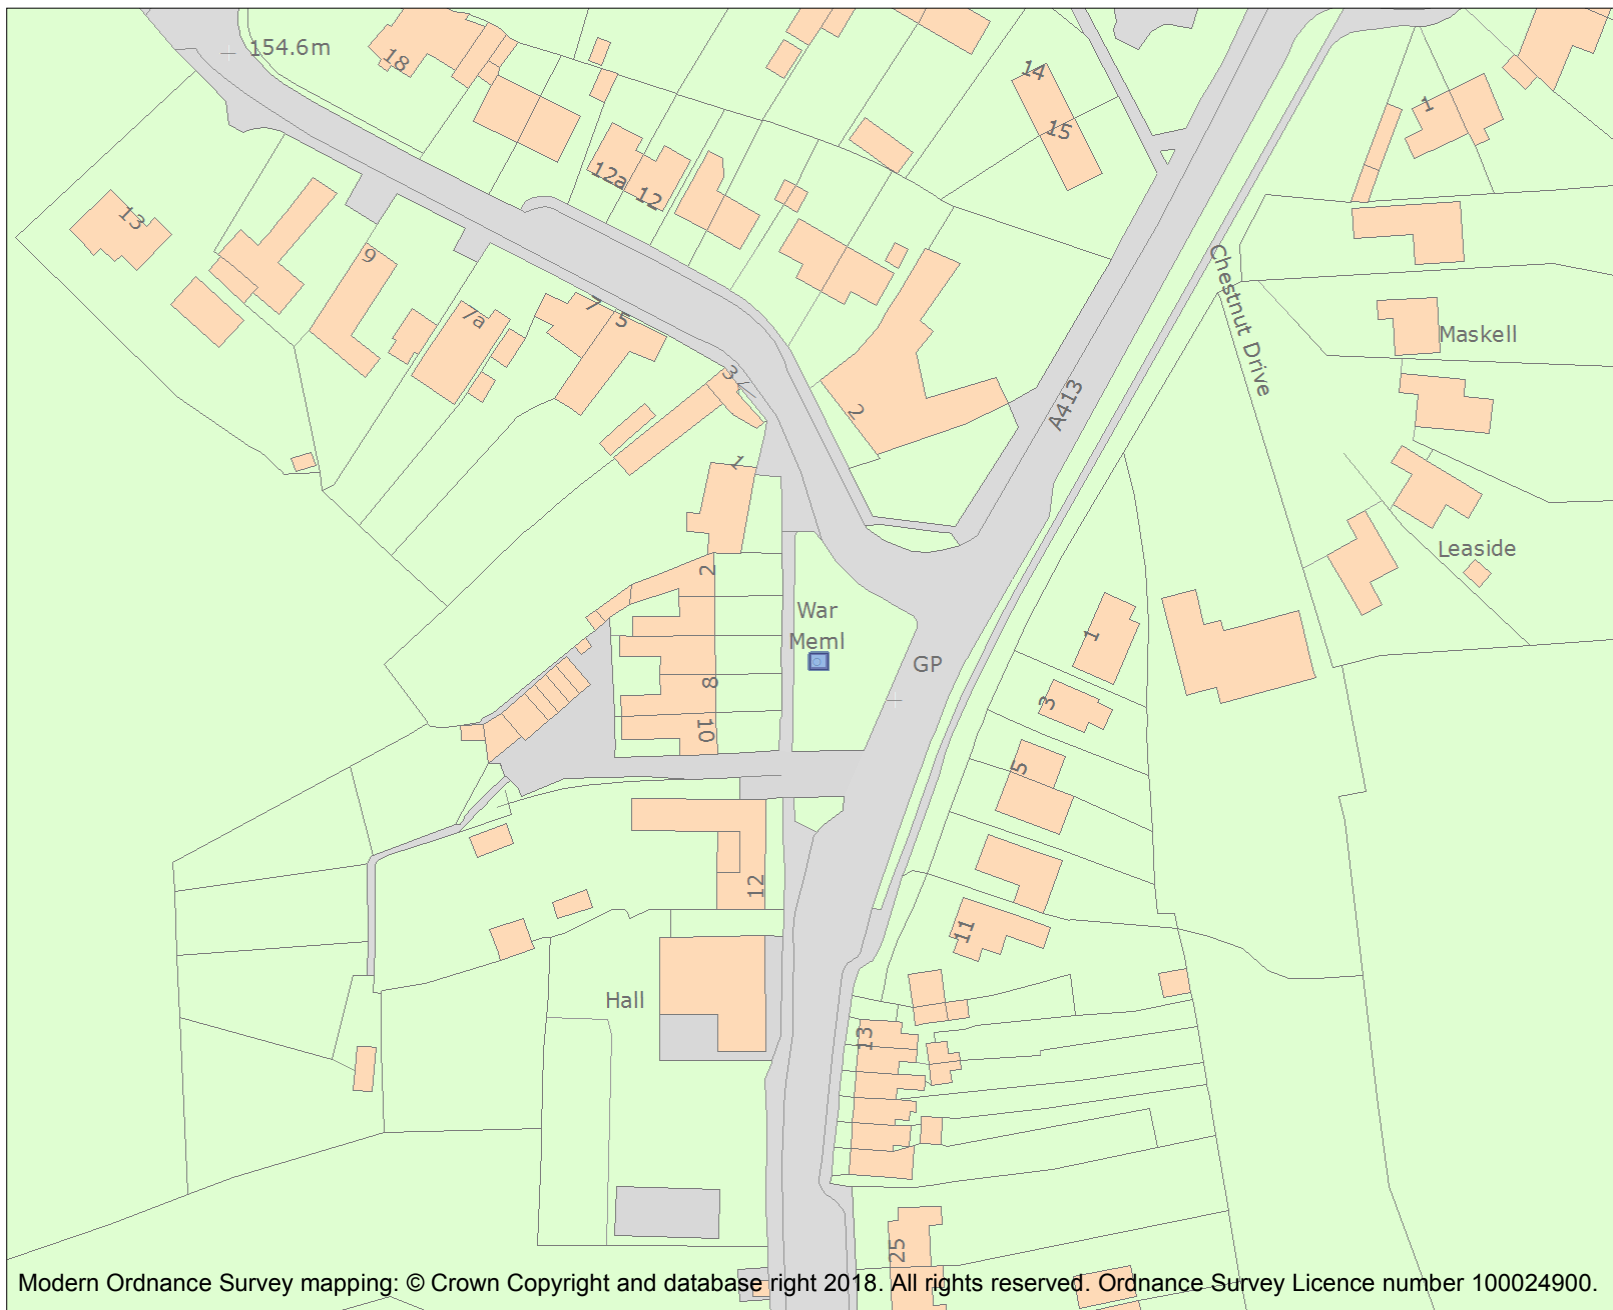 154.6m
18
14
15
1
12a
12
13
9
7a
7
5
3
2
Chestnut Drive
A413
Maskell
1
2
War
Meml
GP
Leaside
1
3
5
8
10
12
11
Hall
13
25
Modern Ordnance Survey mapping: © Crown Copyright and database right 2018. All rights reserved. Ordnance Survey Licence number 100024900.